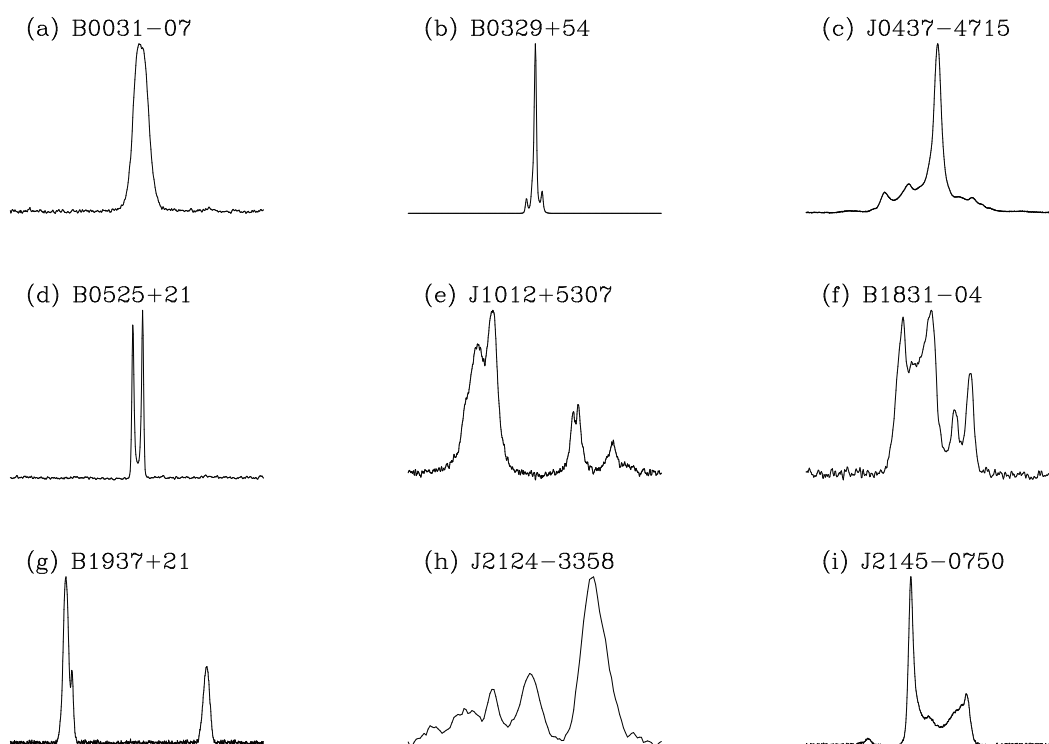 (a) B0031−07
(b) B0329+54
(c) J0437−4715
(d) B0525+21
(e) J1012+5307
(f) B1831−04
(g) B1937+21
(h) J2124−3358
(i) J2145−0750